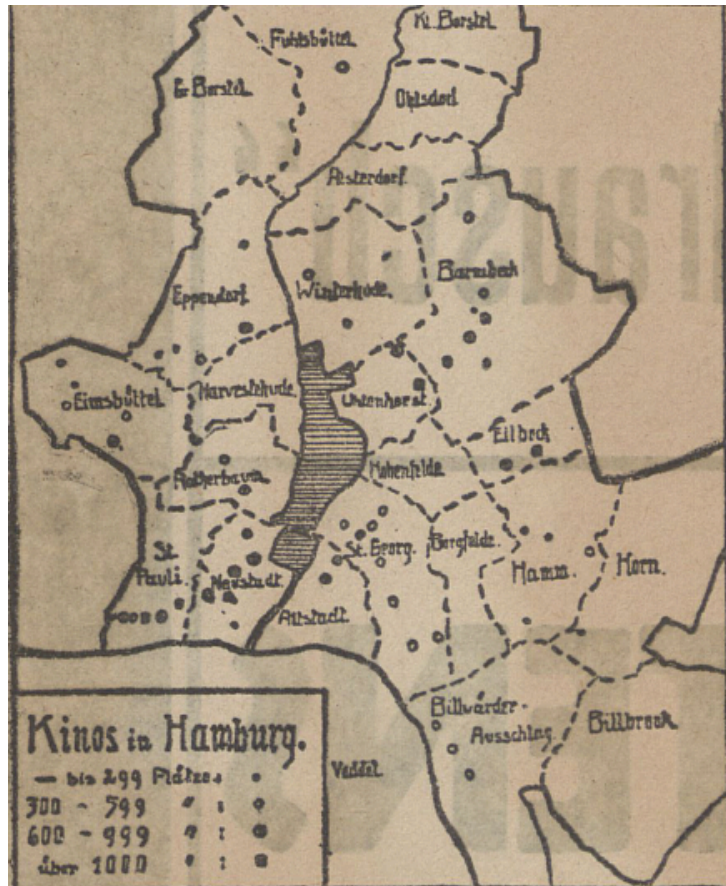 Kl. Borstel
Fuhlsbüttel
Gr. Borstel
Ohlsdorf
Alsterdorf
Barmbeck
Winterhude
Eppendorf
Harvestehude
Uhlenhorst
Eimsbüttel
Eilbeck
Rotherbaum
Hohenfelde
St. Georg.
Borgfelde.
Hamm.
Horn.
St.
Pauli.
Neustadt
Altstadt
Billwärder-
Ausschlag
Billbrook
Veddel
Kinos in Hamburg.
— bis 299 Plätze
300 - 599 " :
600 - 999 " :
über 1000 " :